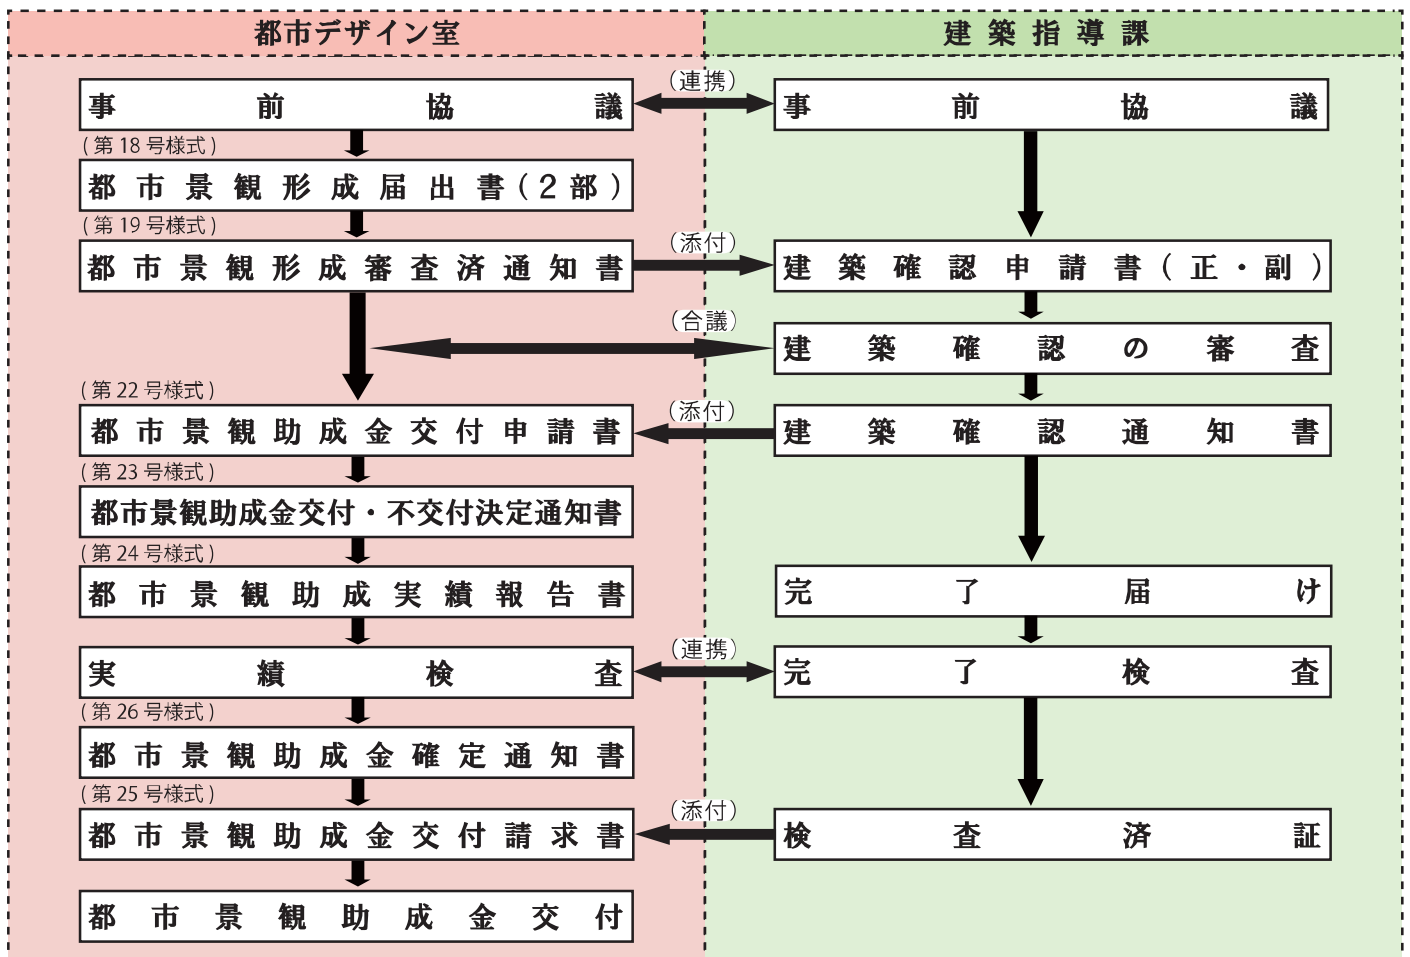 都市デザイン室
建築指導課
事前協議
(連携)
事前協議
(第18号様式)
都市景観形成届出書(2部)
(第19号様式)
都市景観形成審査済通知書
(添付)
建築確認申請書(正・副)
(合議)
建築確認の審査
(第22号様式)
都市景観助成金交付申請書
(添付)
建築確認通知書
(第23号様式)
都市景観助成金交付・不交付決定通知書
(第24号様式)
都市景観助成実績報告書
完了届け
実績検査
(連携)
完了検査
(第26号様式)
都市景観助成金確定通知書
(第25号様式)
都市景観助成金交付請求書
(添付)
検査済証
都市景観助成金交付